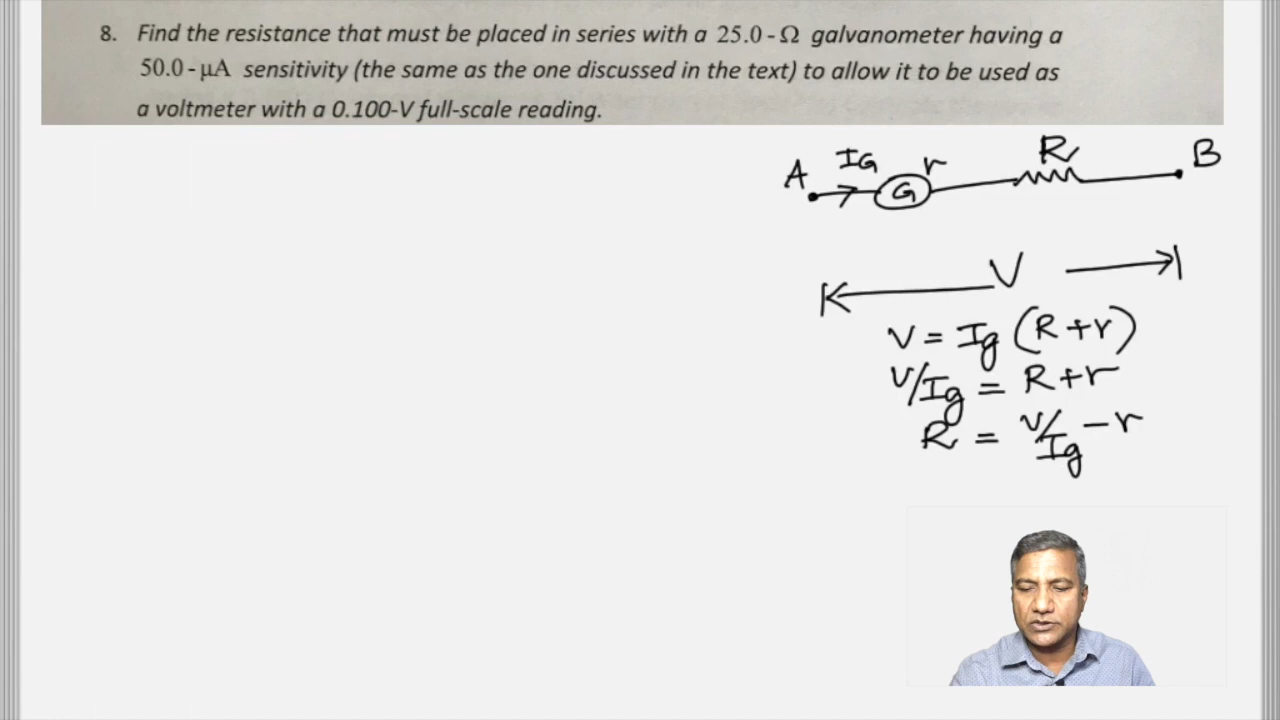 8. Find the resistance that must be placed in series with a 25.0 - Ω galvanometer having a
50.0 - μA sensitivity (the same as the one discussed in the text) to allow it to be used as
a voltmeter with a 0.100-V full-scale reading.
A IG G r R B
V
V = Ig (R+r)
V/Ig = R+r
R = V/Ig - r